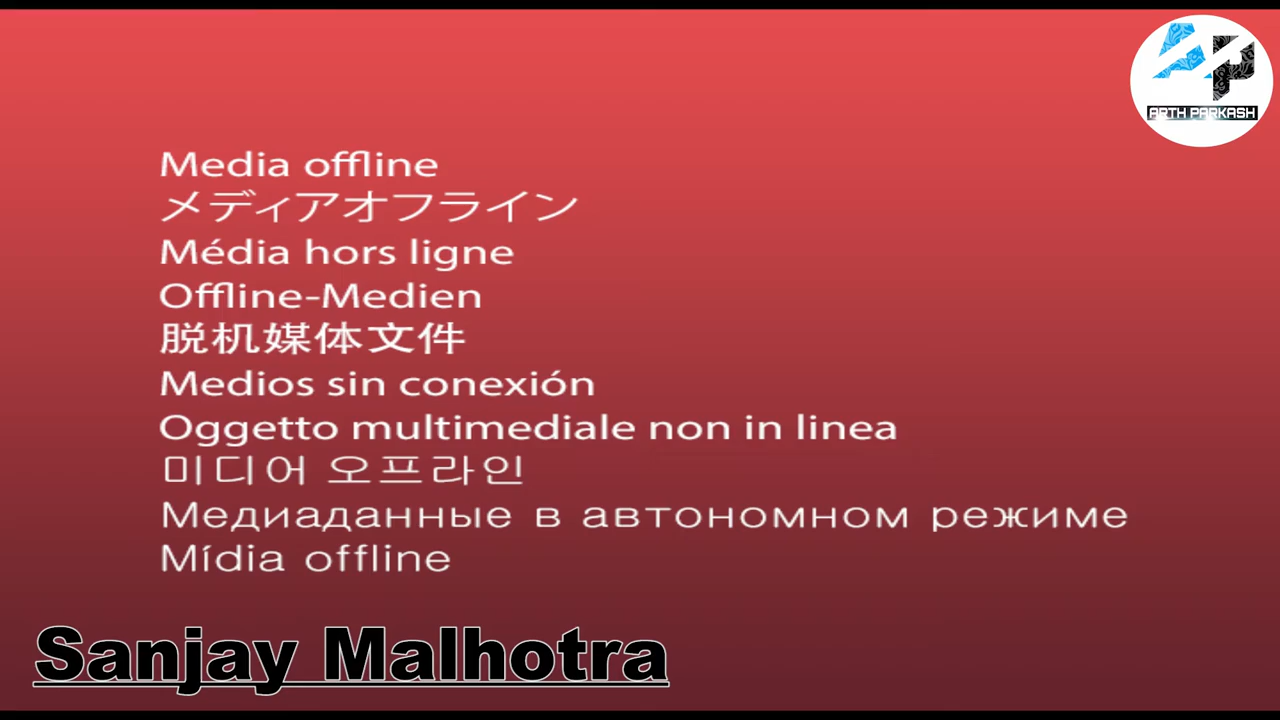 AP
ARTH PARKASH
Media offline
メディアオフライン
Média hors ligne
Offline-Medien
脱机媒体文件
Medios sin conexión
Oggetto multimediale non in linea
미디어 오프라인
Медиаданные в автономном режиме
Mídia offline
Sanjay Malhotra